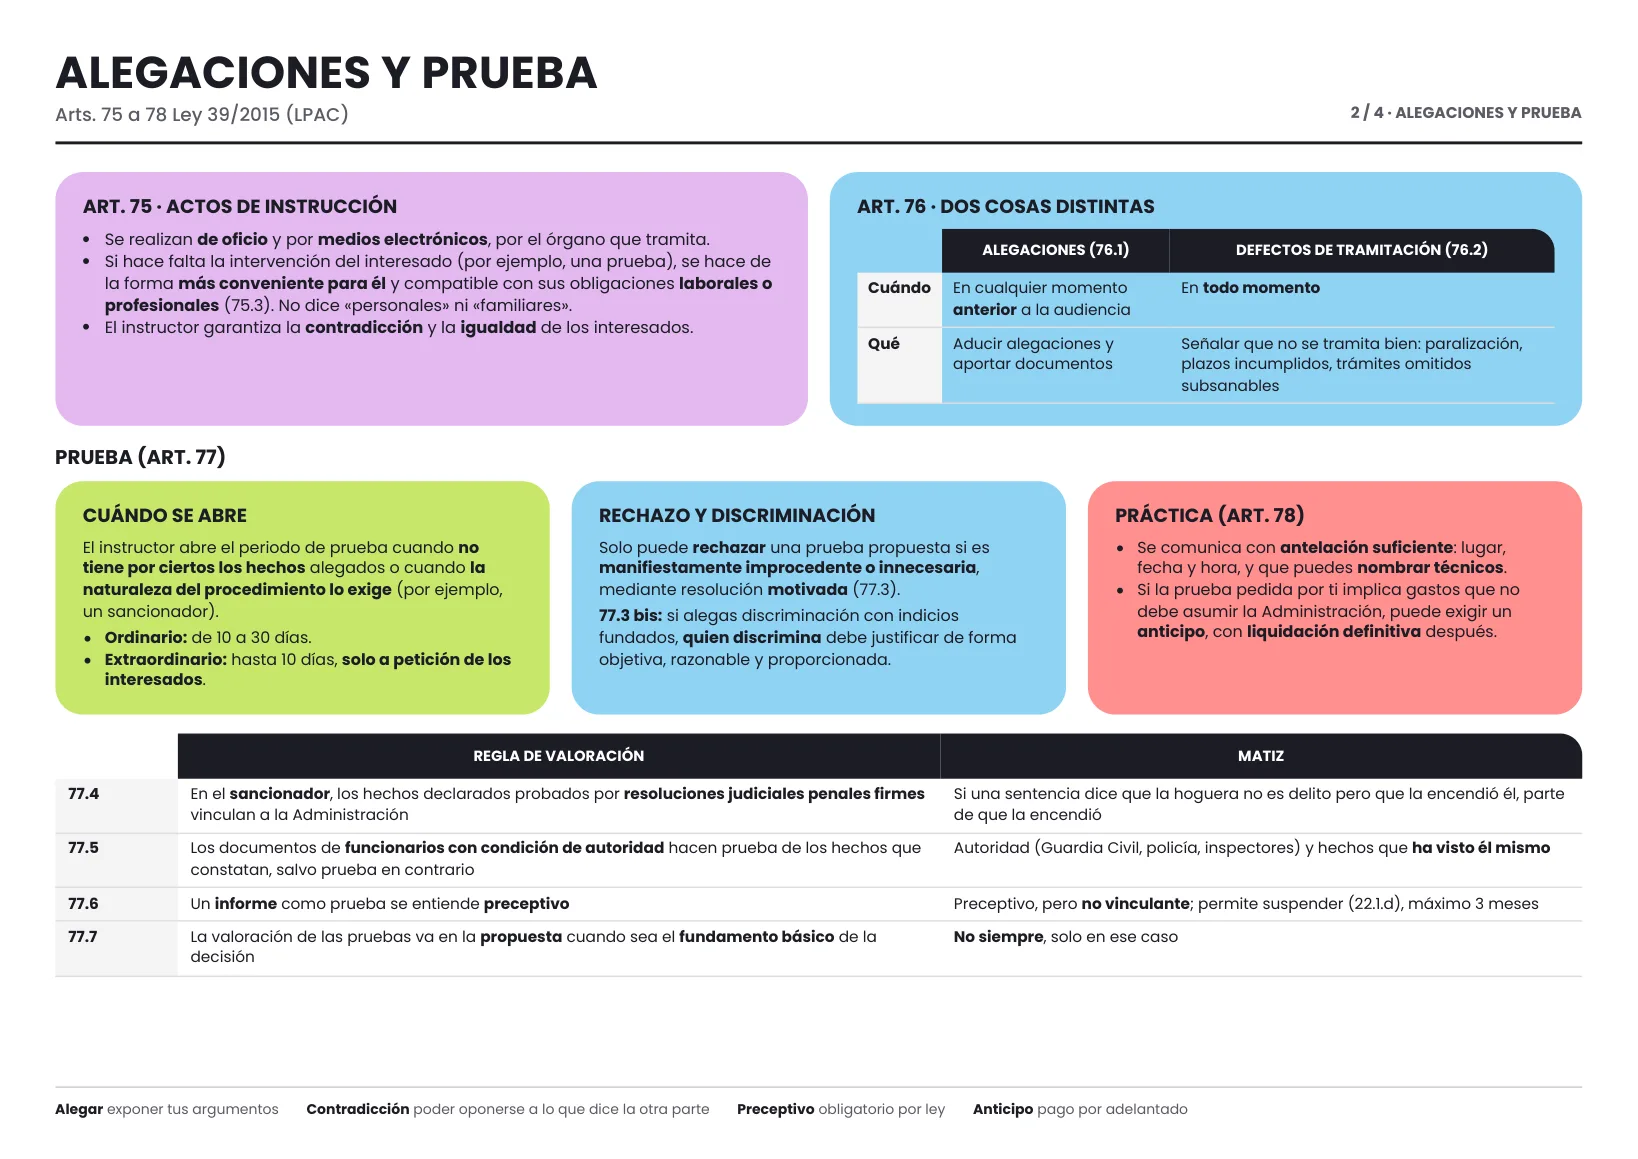 ALEGACIONES Y PRUEBA
Arts. 75 a 78 Ley 39/2015 (LPAC)
2 / 4 · ALEGACIONES Y PRUEBA
ART. 75 · ACTOS DE INSTRUCCIÓN
• Se realizan de oficio y por medios electrónicos, por el órgano que tramita.
• Si hace falta la intervención del interesado (por ejemplo, una prueba), se hace de
la forma más conveniente para él y compatible con sus obligaciones laborales o
profesionales (75.3). No dice «personales» ni «familiares».
• El instructor garantiza la contradicción y la igualdad de los interesados.
ART. 76 · DOS COSAS DISTINTAS
ALEGACIONES (76.1) DEFECTOS DE TRAMITACIÓN (76.2)
Cuándo En cualquier momento En todo momento
anterior a la audiencia
Qué Aducir alegaciones y Señalar que no se tramita bien: paralización,
aportar documentos plazos incumplidos, trámites omitidos
subsanables
PRUEBA (ART. 77)
CUÁNDO SE ABRE
El instructor abre el periodo de prueba cuando no
tiene por ciertos los hechos alegados o cuando la
naturaleza del procedimiento lo exige (por ejemplo,
un sancionador).
• Ordinario: de 10 a 30 días.
• Extraordinario: hasta 10 días, solo a petición de los
interesados.
RECHAZO Y DISCRIMINACIÓN
Solo puede rechazar una prueba propuesta si es
manifiestamente improcedente o innecesaria,
mediante resolución motivada (77.3).
77.3 bis: si alegas discriminación con indicios
fundados, quien discrimina debe justificar de forma
objetiva, razonable y proporcionada.
PRÁCTICA (ART. 78)
• Se comunica con antelación suficiente: lugar,
fecha y hora, y que puedes nombrar técnicos.
• Si la prueba pedida por ti implica gastos que no
debe asumir la Administración, puede exigir un
anticipo, con liquidación definitiva después.
REGLA DE VALORACIÓN MATIZ
77.4 En el sancionador, los hechos declarados probados por resoluciones judiciales penales firmes Si una sentencia dice que la hoguera no es delito pero que la encendió él, parte
vinculan a la Administración de que la encendió
77.5 Los documentos de funcionarios con condición de autoridad hacen prueba de los hechos que Autoridad (Guardia Civil, policía, inspectores) y hechos que ha visto él mismo
constatan, salvo prueba en contrario
77.6 Un informe como prueba se entiende preceptivo Preceptivo, pero no vinculante; permite suspender (22.1.d), máximo 3 meses
77.7 La valoración de las pruebas va en la propuesta cuando sea el fundamento básico de la No siempre, solo en ese caso
decisión
Alegar exponer tus argumentos Contradicción poder oponerse a lo que dice la otra parte Preceptivo obligatorio por ley Anticipo pago por adelantado